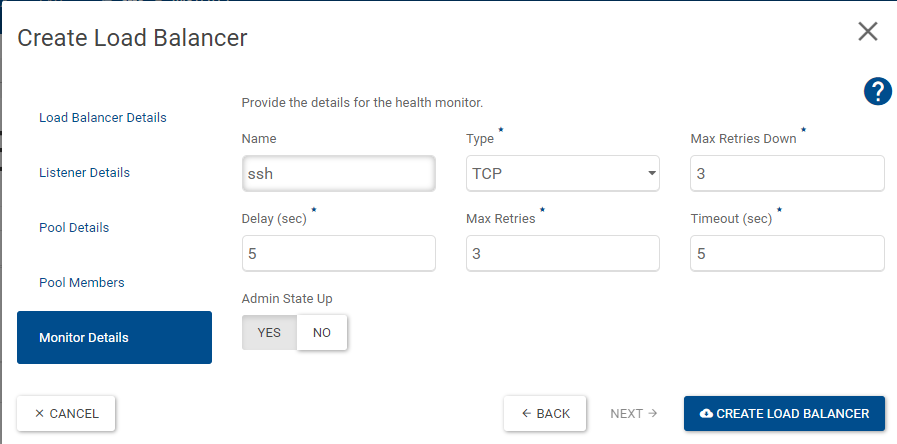 Create Load Balancer
Load Balancer Details
Listener Details
Pool Details
Pool Members
Monitor Details
Provide the details for the health monitor.
?
Name
Type *
Max Retries Down *
ssh
TCP
3
Delay (sec) *
Max Retries *
Timeout (sec) *
5
3
5
Admin State Up
YES
NO
× CANCEL
← BACK
NEXT →
CREATE LOAD BALANCER